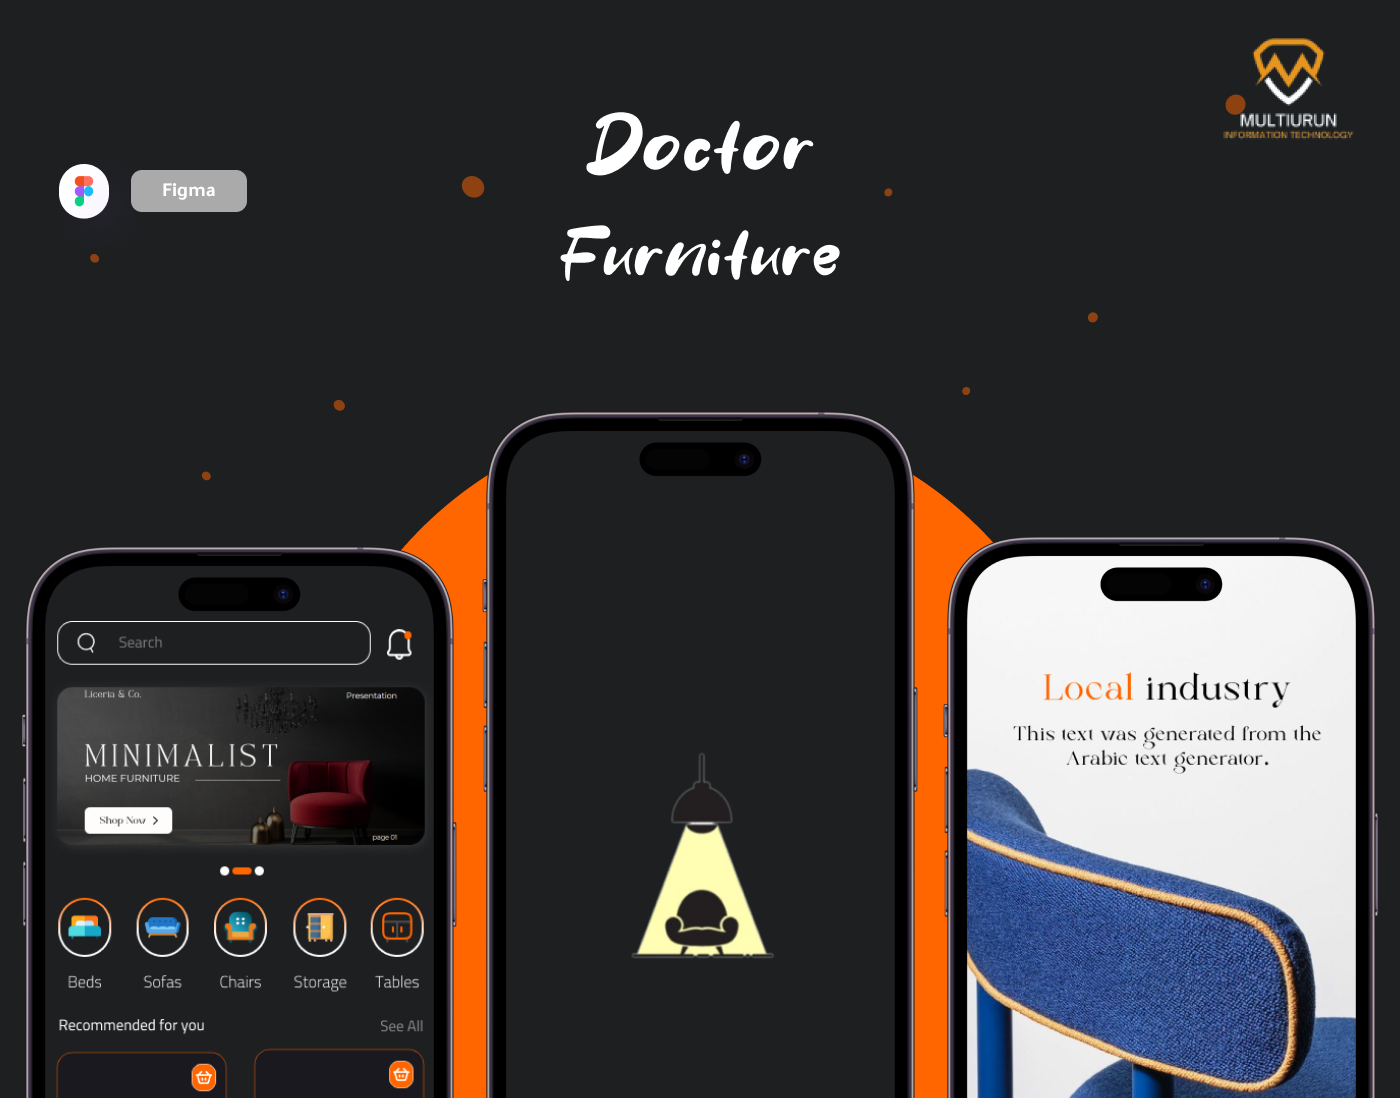 MULTIURUN
INFORMATION TECHNOLOGY
Doctor
Furniture
Figma
Search
Liceria & Co.
Presentation
MINIMALIST
HOME FURNITURE
Shop Now
page 01
Beds
Sofas
Chairs
Storage
Tables
Recommended for you
See All
Local industry
This text was generated from the
Arabic text generator.